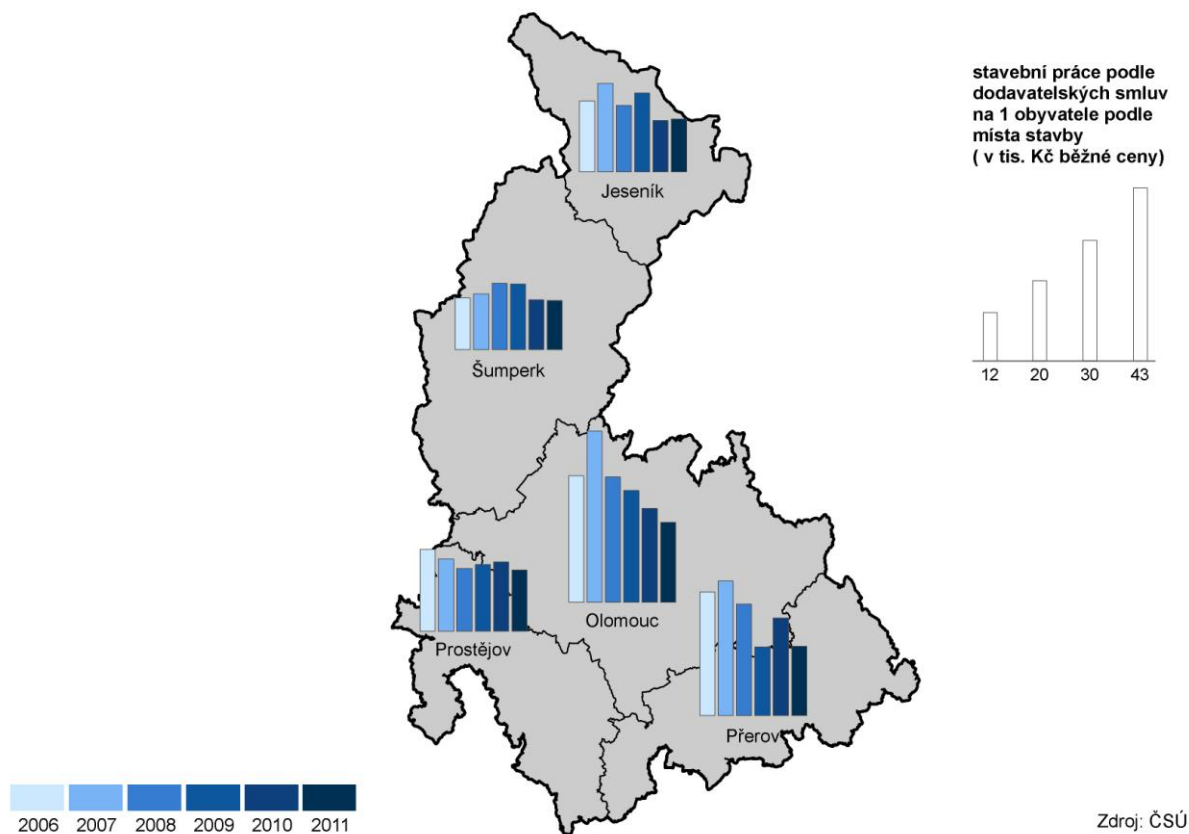 stavební práce podle
dodavatelských smluv
na 1 obyvatele podle
místa stavby
( v tis. Kč běžné ceny)
12 20 30 43
Jeseník
Šumperk
Olomouc
Prostějov
Přerov
2006 2007 2008 2009 2010 2011
Zdroj: ČSÚ